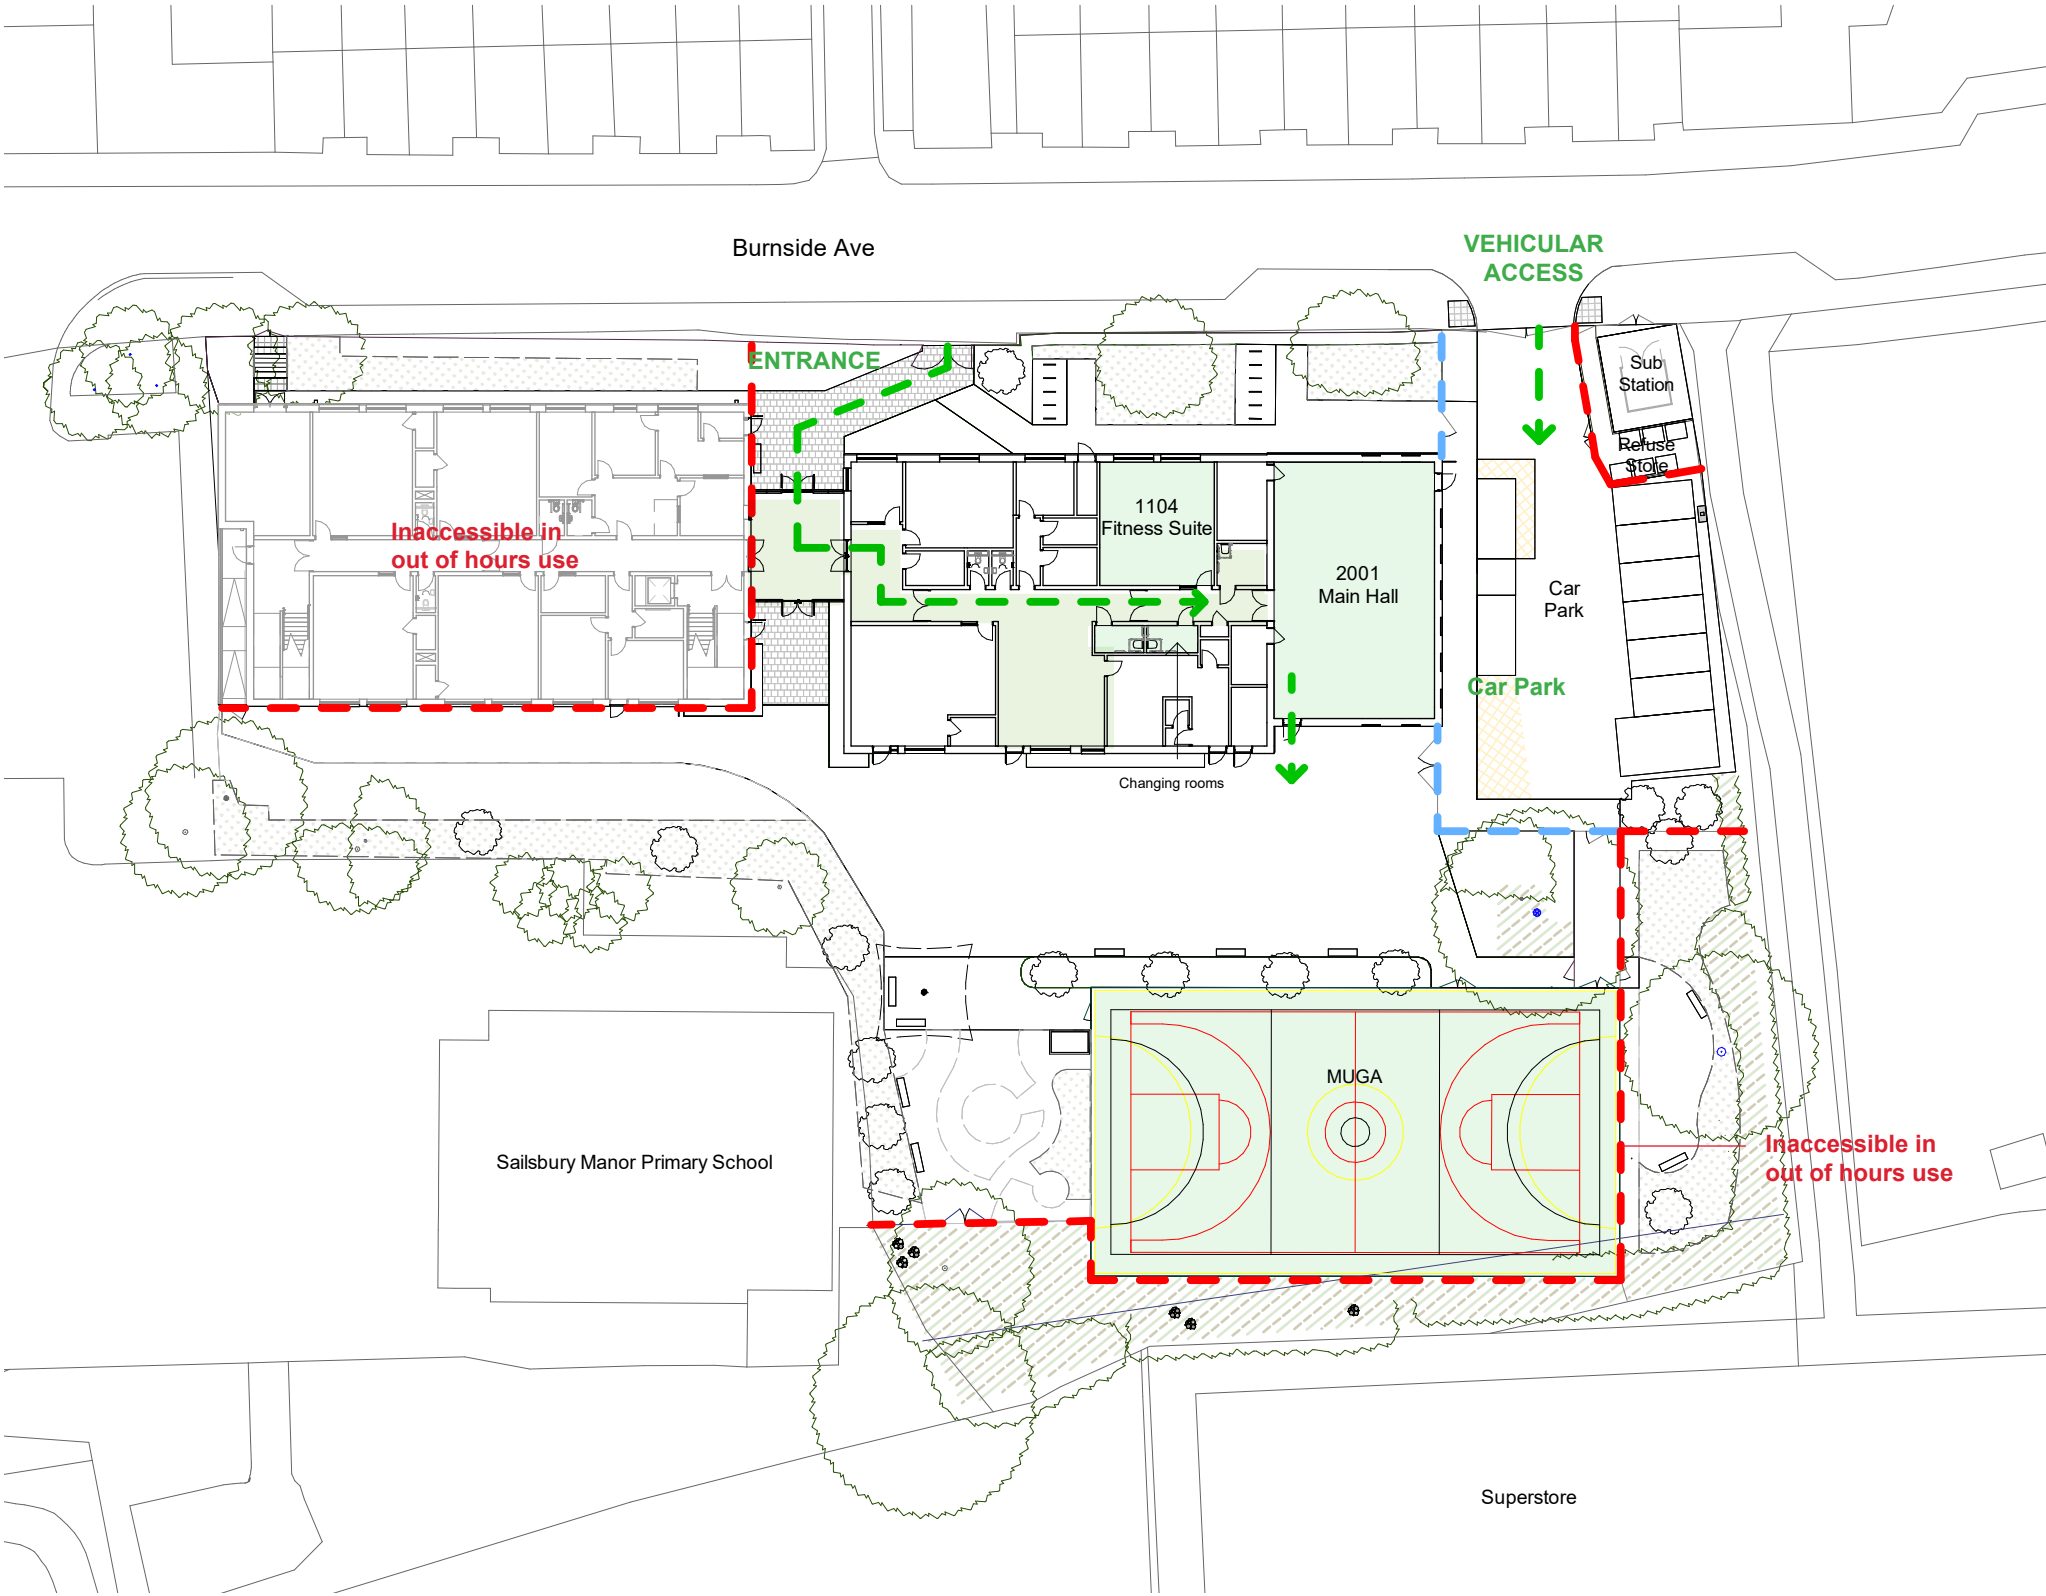 Burnside Ave
VEHICULAR
ACCESS
ENTRANCE
Sub
Station
Refuse
Store
1104
Fitness Suite
Inaccessible in
out of hours use
2001
Main Hall
Car
Park
Car Park
Changing rooms
MUGA
Inaccessible in
out of hours use
Sailsbury Manor Primary School
Superstore